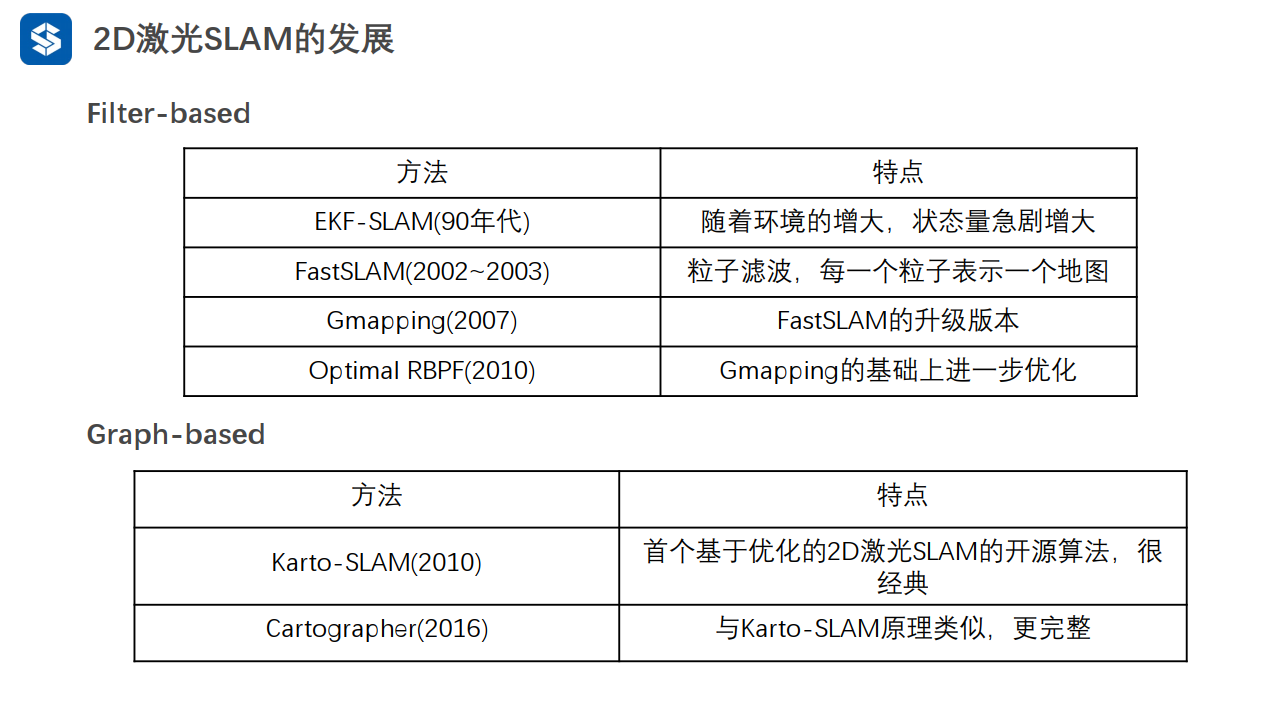 2D激光SLAM的发展
Filter-based
方法 特点
EKF-SLAM(90年代) 随着环境的增大，状态量急剧增大
FastSLAM(2002~2003) 粒子滤波，每一个粒子表示一个地图
Gmapping(2007) FastSLAM的升级版本
Optimal RBPF(2010) Gmapping的基础上进一步优化
Graph-based
方法 特点
Karto-SLAM(2010) 首个基于优化的2D激光SLAM的开源算法，很
经典
Cartographer(2016) 与Karto-SLAM原理类似，更完整